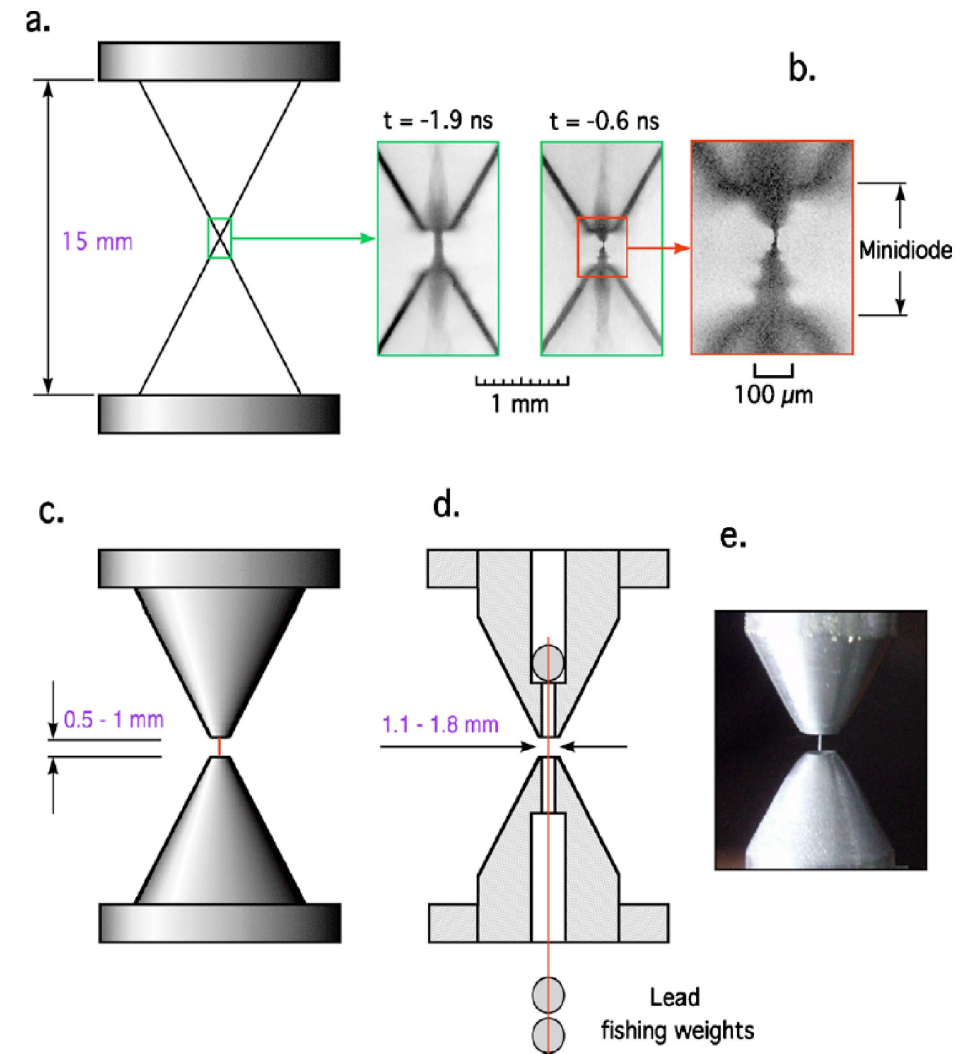 a.
b.
t = -1.9 ns
t = -0.6 ns
15 mm
Minidiode
1 mm
100 µm
c.
d.
e.
0.5 - 1 mm
1.1 - 1.8 mm
Lead
fishing weights